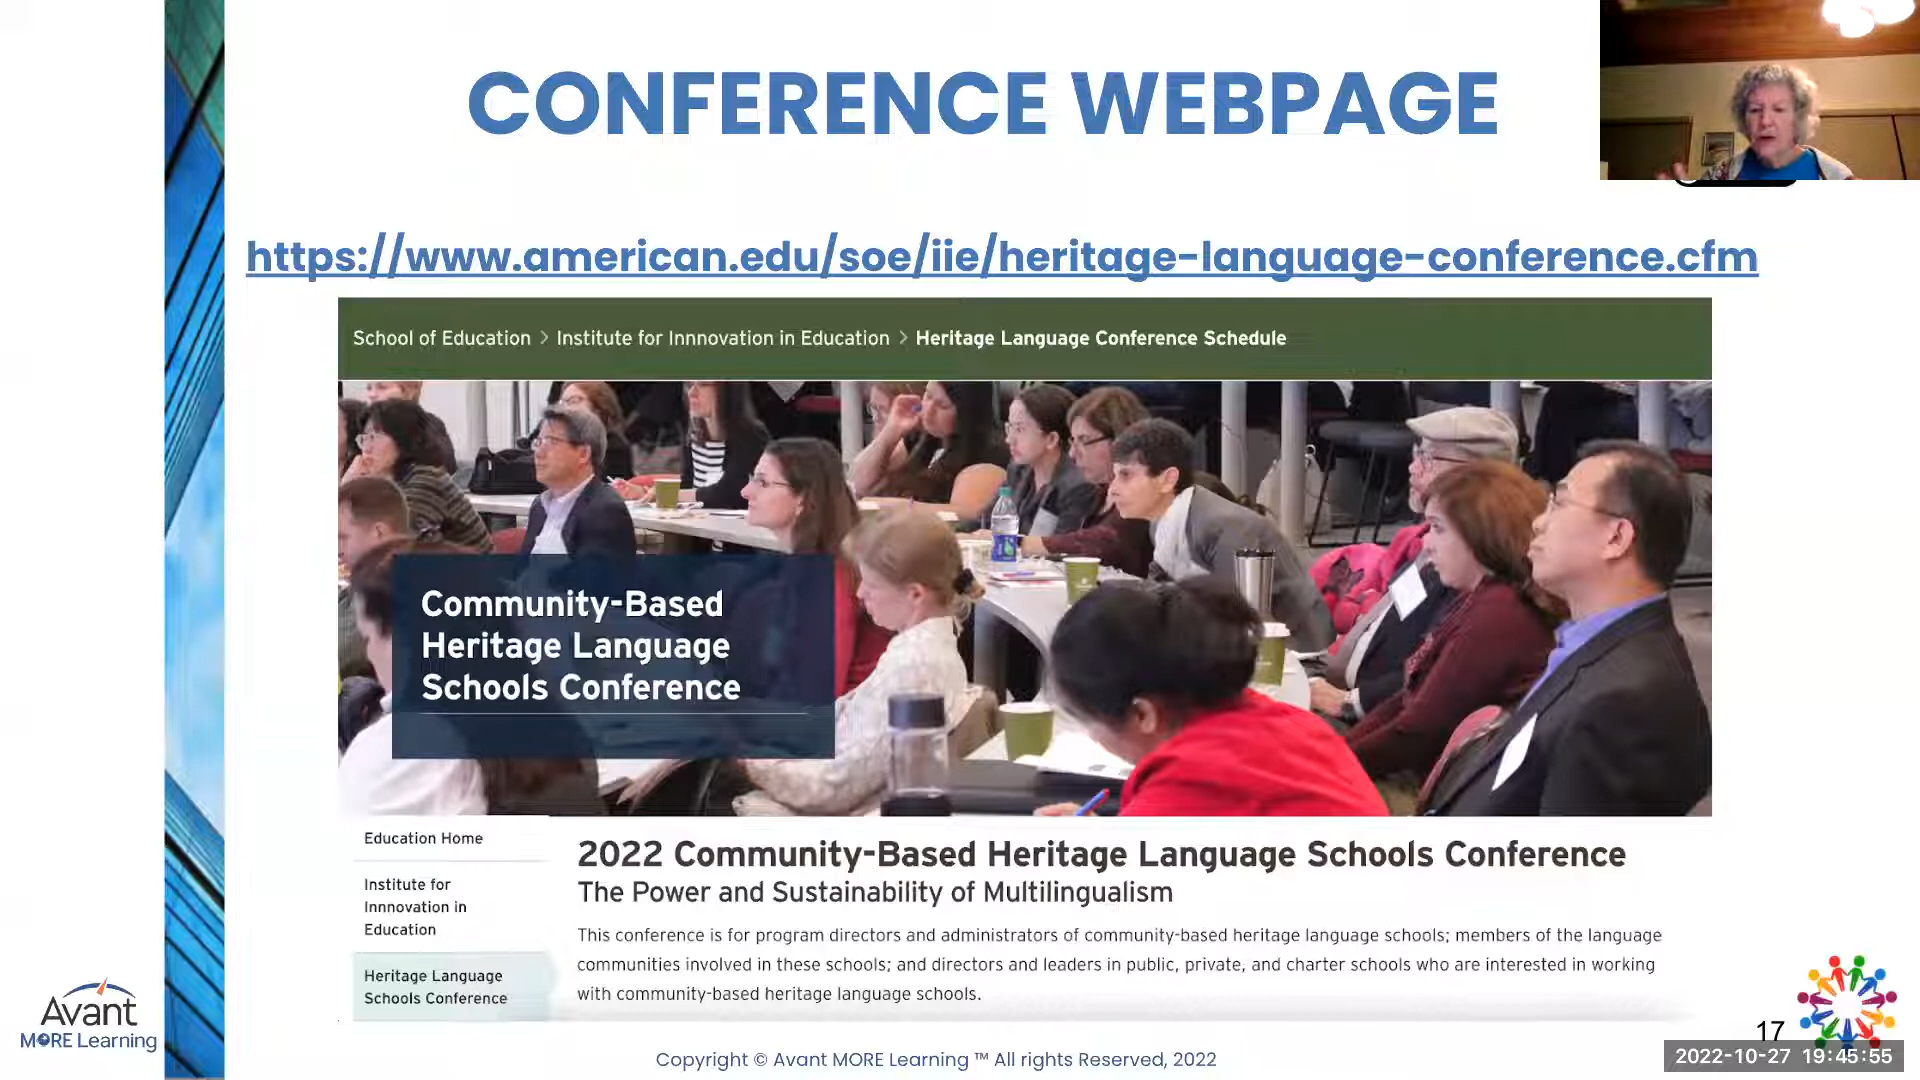 CONFERENCE WEBPAGE
https://www.american.edu/soe/iie/heritage-language-conference.cfm
School of Education > Institute for Innnovation in Education > Heritage Language Conference Schedule
Community-Based
Heritage Language
Schools Conference
Education Home
Institute for
Innnovation in
Education
Heritage Language
Schools Conference
2022 Community-Based Heritage Language Schools Conference
The Power and Sustainability of Multilingualism
This conference is for program directors and administrators of community-based heritage language schools; members of the language
communities involved in these schools; and directors and leaders in public, private, and charter schools who are interested in working
with community-based heritage language schools.
Avant
MORE Learning
Copyright © Avant MORE Learning ™ All rights Reserved, 2022
17
2022-10-27 19:45:55